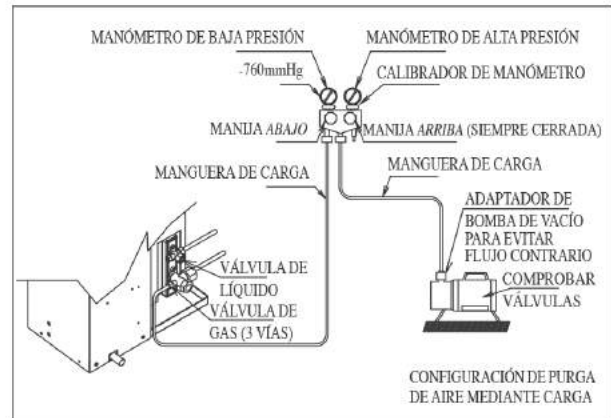 MANÓMETRO DE BAJA PRESIÓN
MANÓMETRO DE ALTA PRESIÓN
-760mmHg
CALIBRADOR DE MANÓMETRO
MANIJA ABAJO
MANIJA ARRIBA (SIEMPRE CERRADA)
MANGUERA DE CARGA
MANGUERA DE CARGA
ADAPTADOR DE
BOMBA DE VACÍO
PARA EVITAR
FLUJO CONTRARIO
VÁLVULA DE
LÍQUIDO
VÁLVULA DE
GAS (3 VÍAS)
COMPROBAR
VÁLVULAS
CONFIGURACIÓN DE PURGA
DE AIRE MEDIANTE CARGA